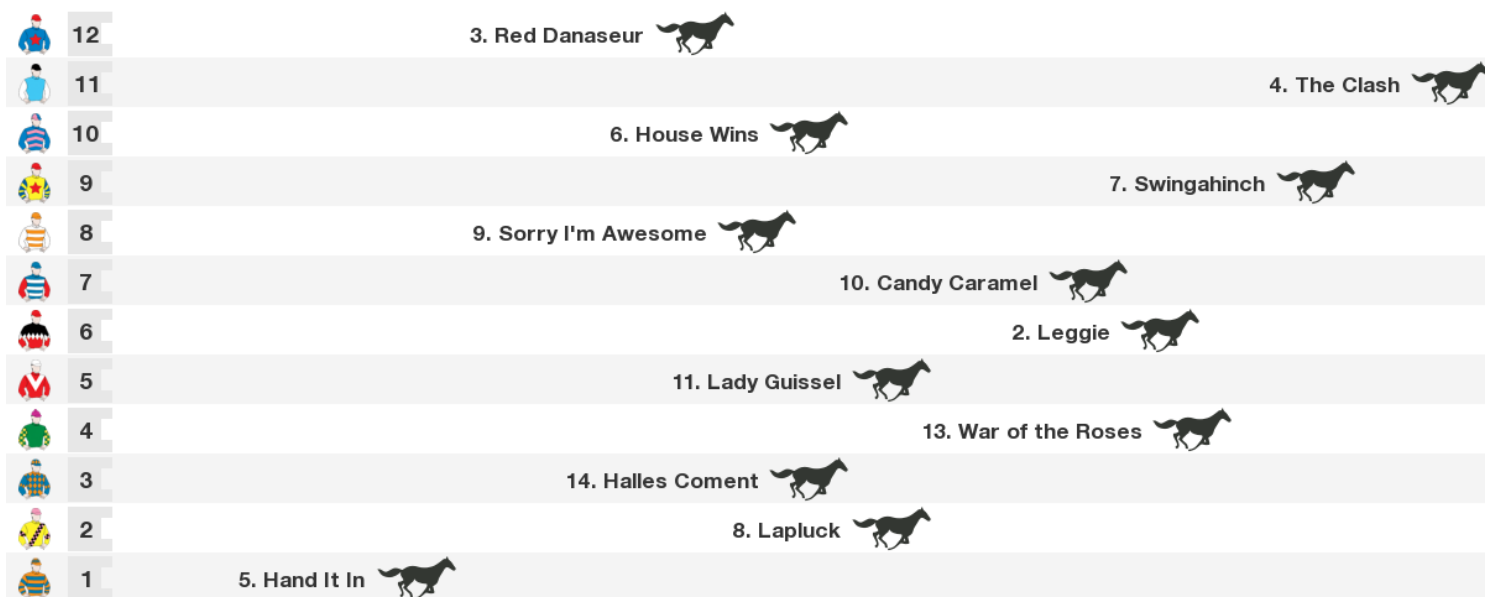 12 3. Red Danaseur
11 4. The Clash
10 6. House Wins
9 7. Swingahinch
8 9. Sorry I'm Awesome
7 10. Candy Caramel
6 2. Leggie
5 11. Lady Guissel
4 13. War of the Roses
3 14. Halles Coment
2 8. Lapluck
1 5. Hand It In